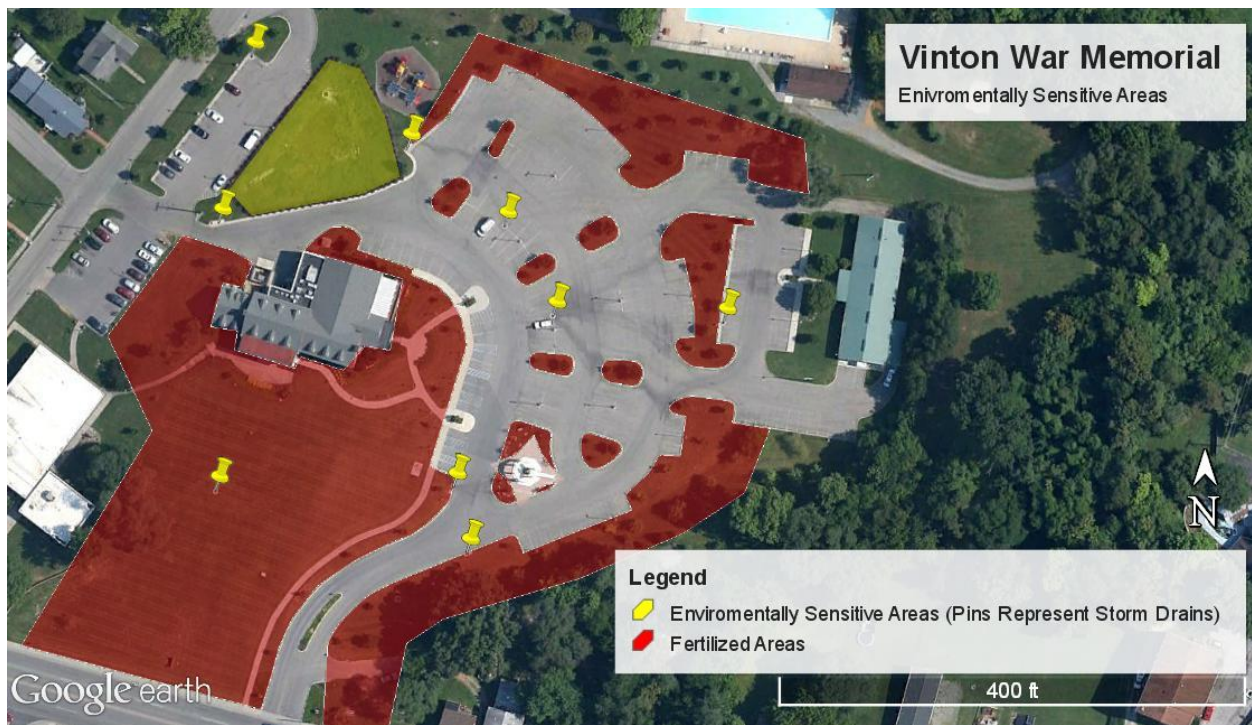 Vinton War Memorial
Enivromentally Sensitive Areas
N
Legend
Enviromentally Sensitive Areas (Pins Represent Storm Drains)
Fertilized Areas
Google earth
400 ft